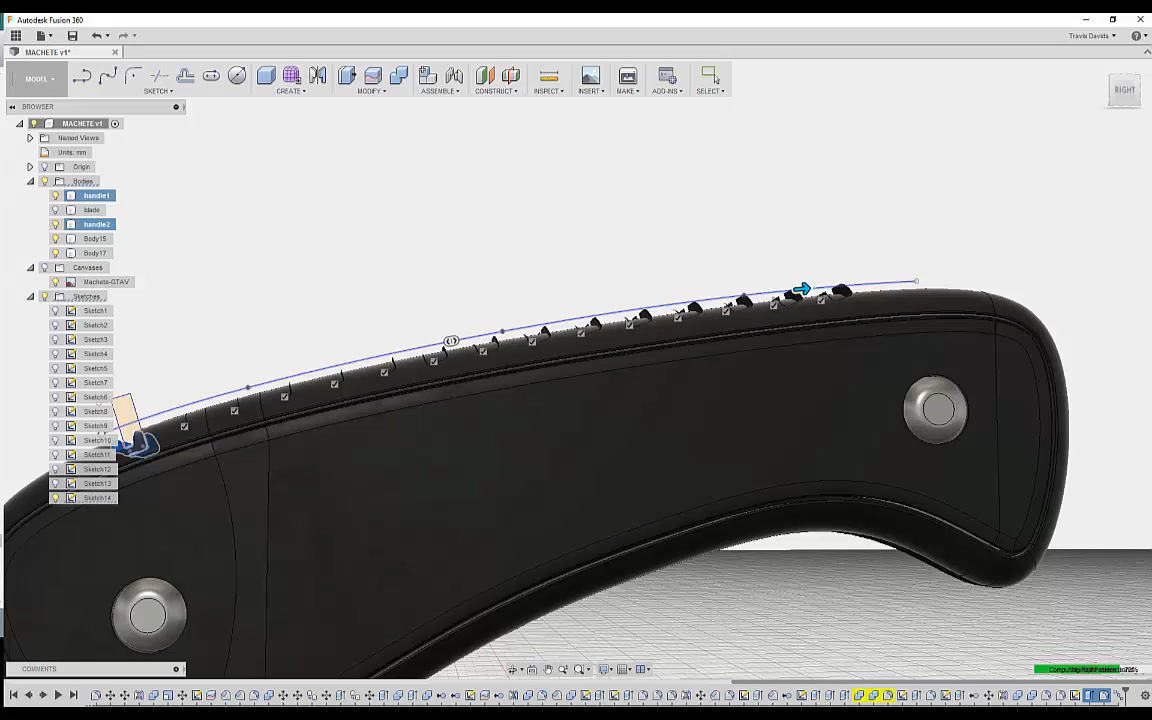 Autodesk Fusion 360
Travis Davids
MACHETE v1*
MODEL
SKETCH
CREATE
MODIFY
ASSEMBLE
CONSTRUCT
INSPECT
INSERT
MAKE
ADD-INS
SELECT
RIGHT
BROWSER
MACHETE v1
Named Views
Units: mm
Origin
Bodies
handle1
blade
handle2
Body15
Body17
Canvases
Machete-GTAV
Sketches
Sketch1
Sketch2
Sketch3
Sketch4
Sketch5
Sketch7
Sketch6
Sketch8
Sketch9
Sketch10
Sketch11
Sketch12
Sketch13
Sketch14
COMMENTS